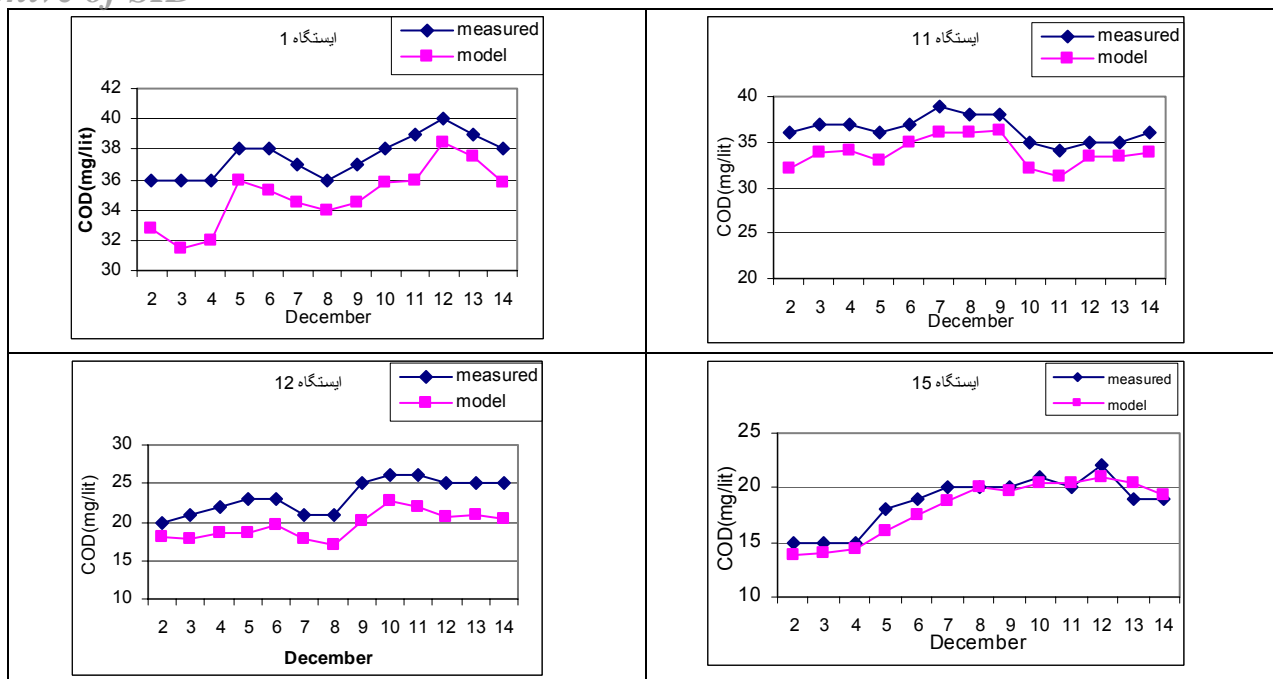 ایستگاه 1
measured
model
42
40
38
36
34
32
30
COD(mg/lit)
2 3 4 5 6 7 8 9 10 11 12 13 14
December
ایستگاه 11
measured
model
40
35
30
25
20
COD(mg/lit)
2 3 4 5 6 7 8 9 10 11 12 13 14
December
ایستگاه 12
measured
model
30
25
20
15
10
COD(mg/lit)
2 3 4 5 6 7 8 9 10 11 12 13 14
December
ایستگاه 15
measured
model
25
20
15
10
COD(mg/lit)
2 3 4 5 6 7 8 9 10 11 12 13 14
December